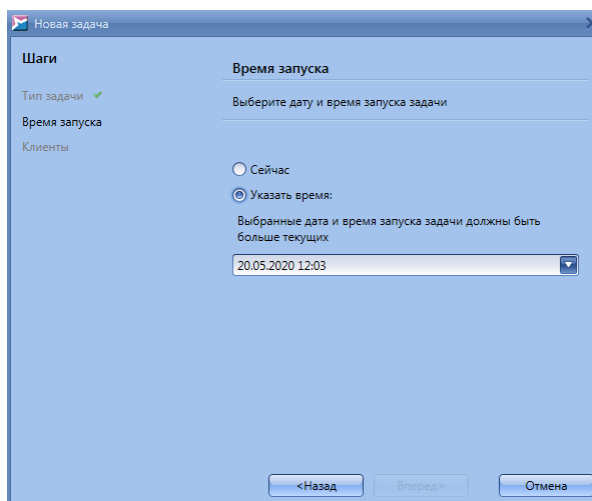 Новая задача
Шаги
Тип задачи
Время запуска
Клиенты
Время запуска
Выберите дату и время запуска задачи
Сейчас
Указать время:
Выбранные дата и время запуска задачи должны быть
больше текущих
20.05.2020 12:03
<Назад
Вперед>
Отмена